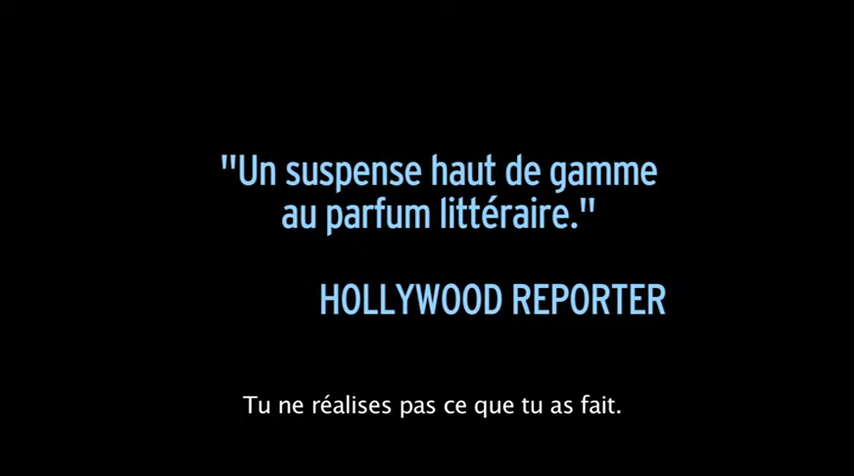 "Un suspense haut de gamme
au parfum littéraire."
HOLLYWOOD REPORTER
Tu ne réalises pas ce que tu as fait.